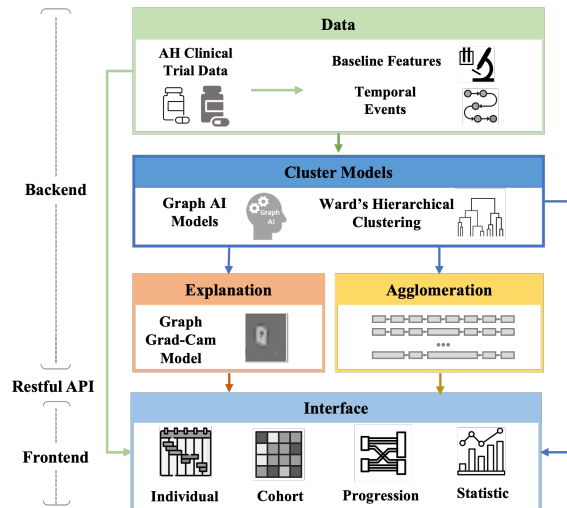 Data
AH Clinical
Trial Data
Baseline Features
Temporal
Events
Backend
Cluster Models
Graph AI
Models
Graph
AI
Ward's Hierarchical
Clustering
Explanation
Graph
Grad-Cam
Model
Agglomeration
Restful API
Frontend
Interface
Individual
Cohort
Progression
Statistic